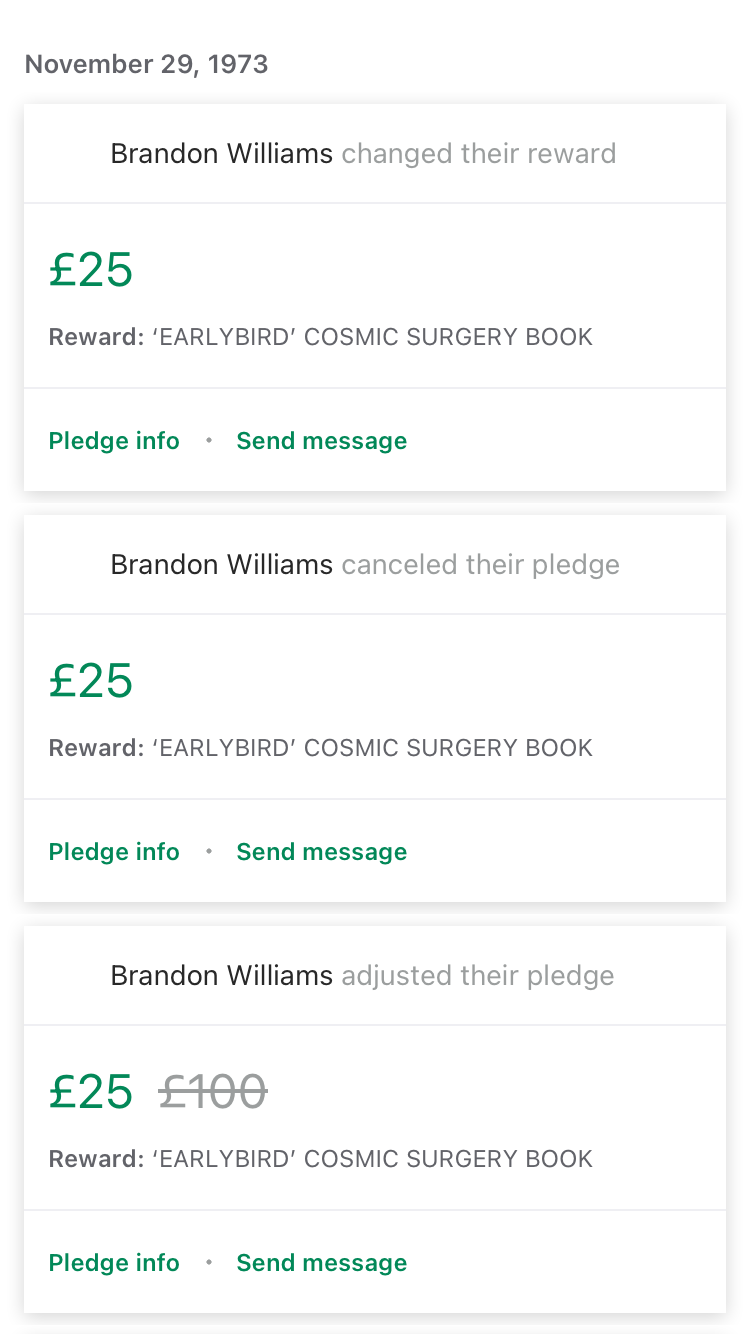 November 29, 1973
Brandon Williams changed their reward
£25
Reward: ‘EARLYBIRD’ COSMIC SURGERY BOOK
Pledge info • Send message
Brandon Williams canceled their pledge
£25
Reward: ‘EARLYBIRD’ COSMIC SURGERY BOOK
Pledge info • Send message
Brandon Williams adjusted their pledge
£25 £100
Reward: ‘EARLYBIRD’ COSMIC SURGERY BOOK
Pledge info • Send message